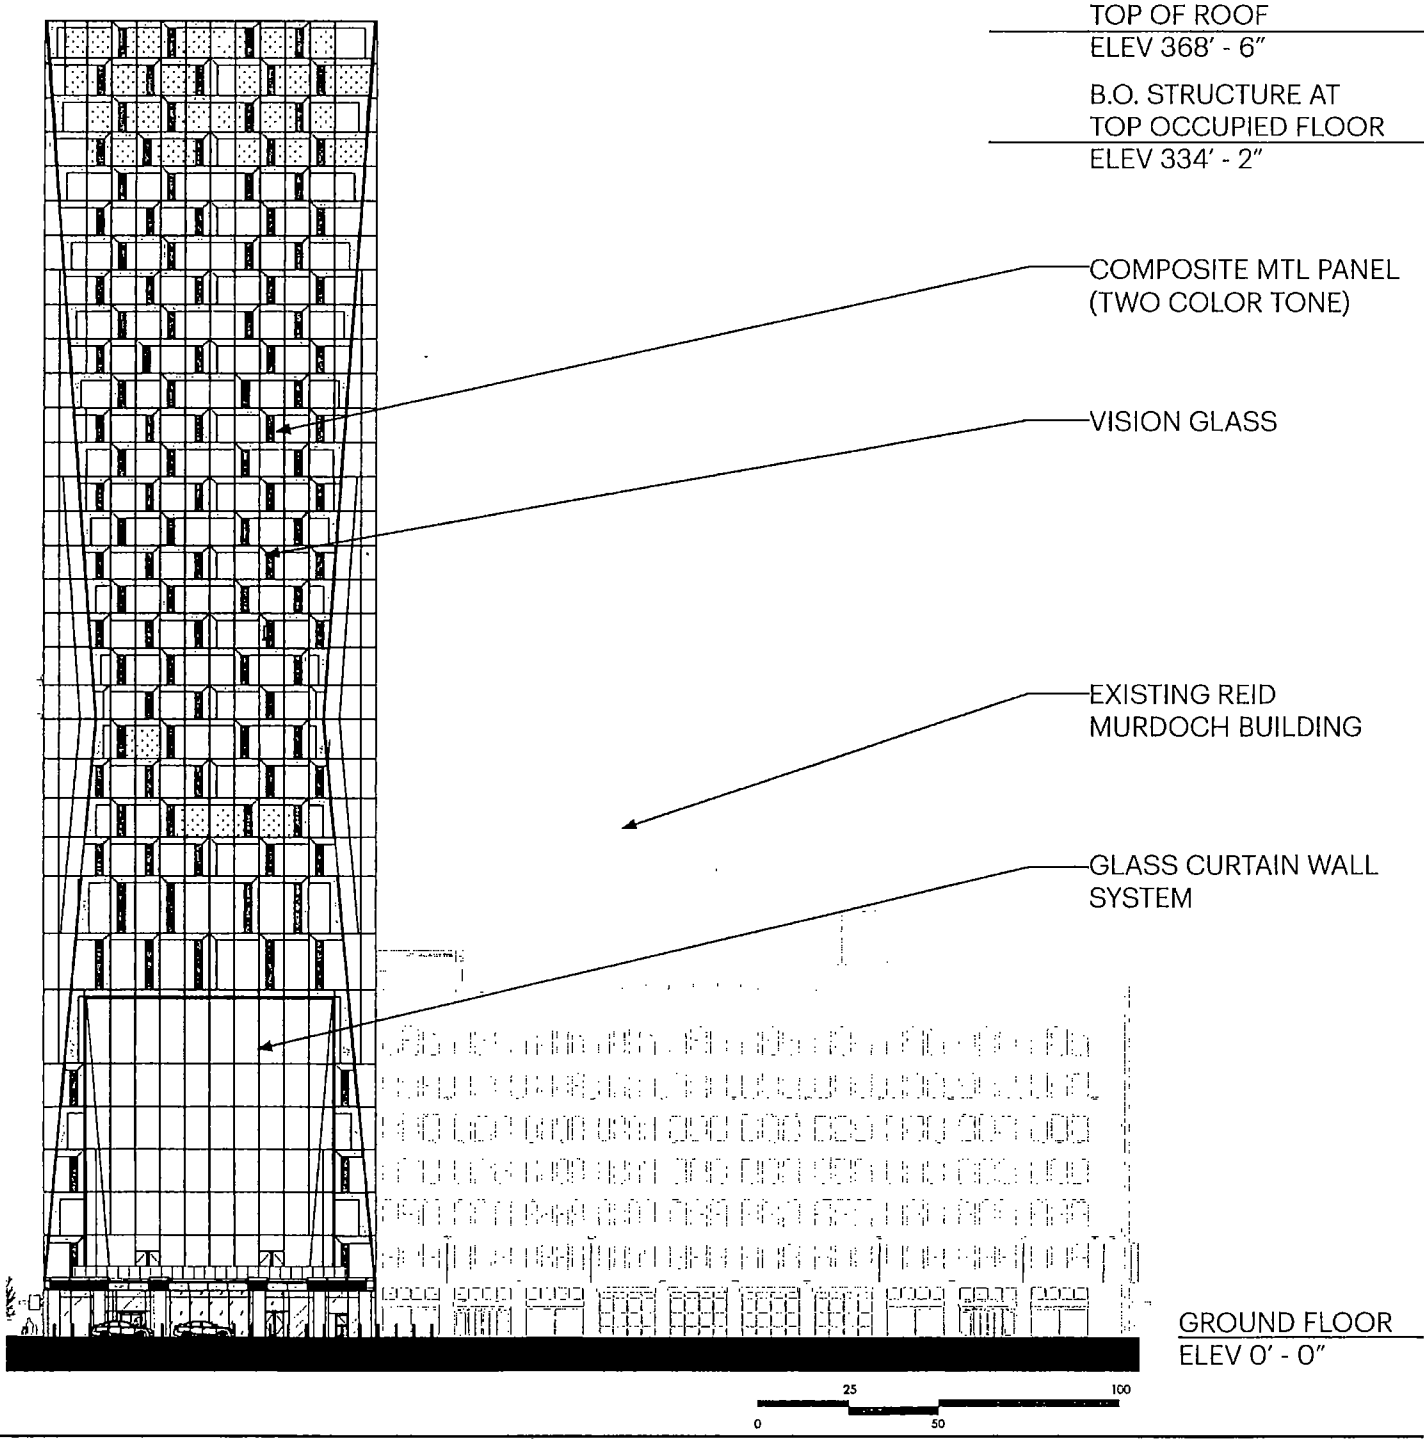 TOP OF ROOF
ELEV 368' - 6"
B.O. STRUCTURE AT
TOP OCCUPIED FLOOR
ELEV 334' - 2"
COMPOSITE MTL PANEL
(TWO COLOR TONE)
VISION GLASS
EXISTING REID
MURDOCH BUILDING
GLASS CURTAIN WALL
SYSTEM
GROUND FLOOR
ELEV 0' - 0"
25
100
0
50